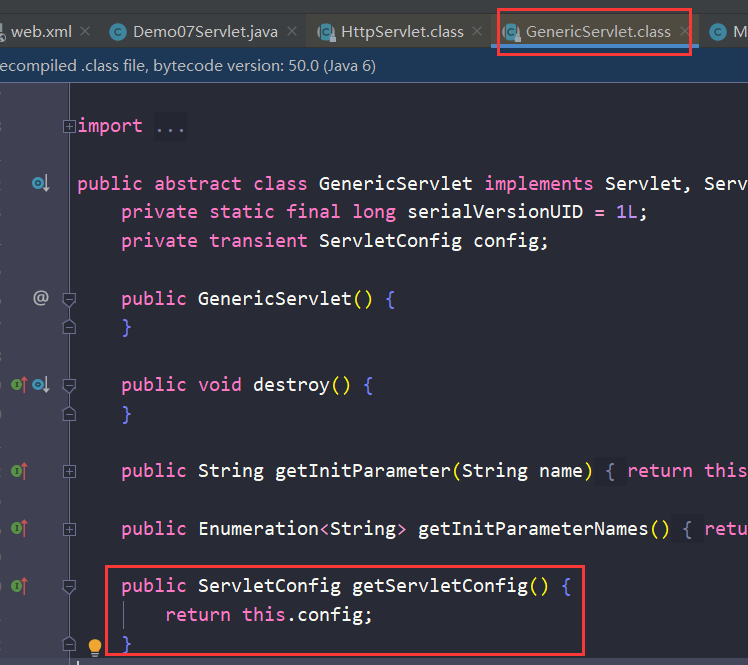 web.xml Demo07Servlet.java HttpServlet.class GenericServlet.class M
ecompiled .class file, bytecode version: 50.0 (Java 6)
import ...
public abstract class GenericServlet implements Servlet, Serv
private static final long serialVersionUID = 1L;
private transient ServletConfig config;
@ public GenericServlet() {
}
public void destroy() {
}
public String getInitParameter(String name) { return this
public Enumeration<String> getInitParameterNames() { retu
public ServletConfig getServletConfig() {
return this.config;
}